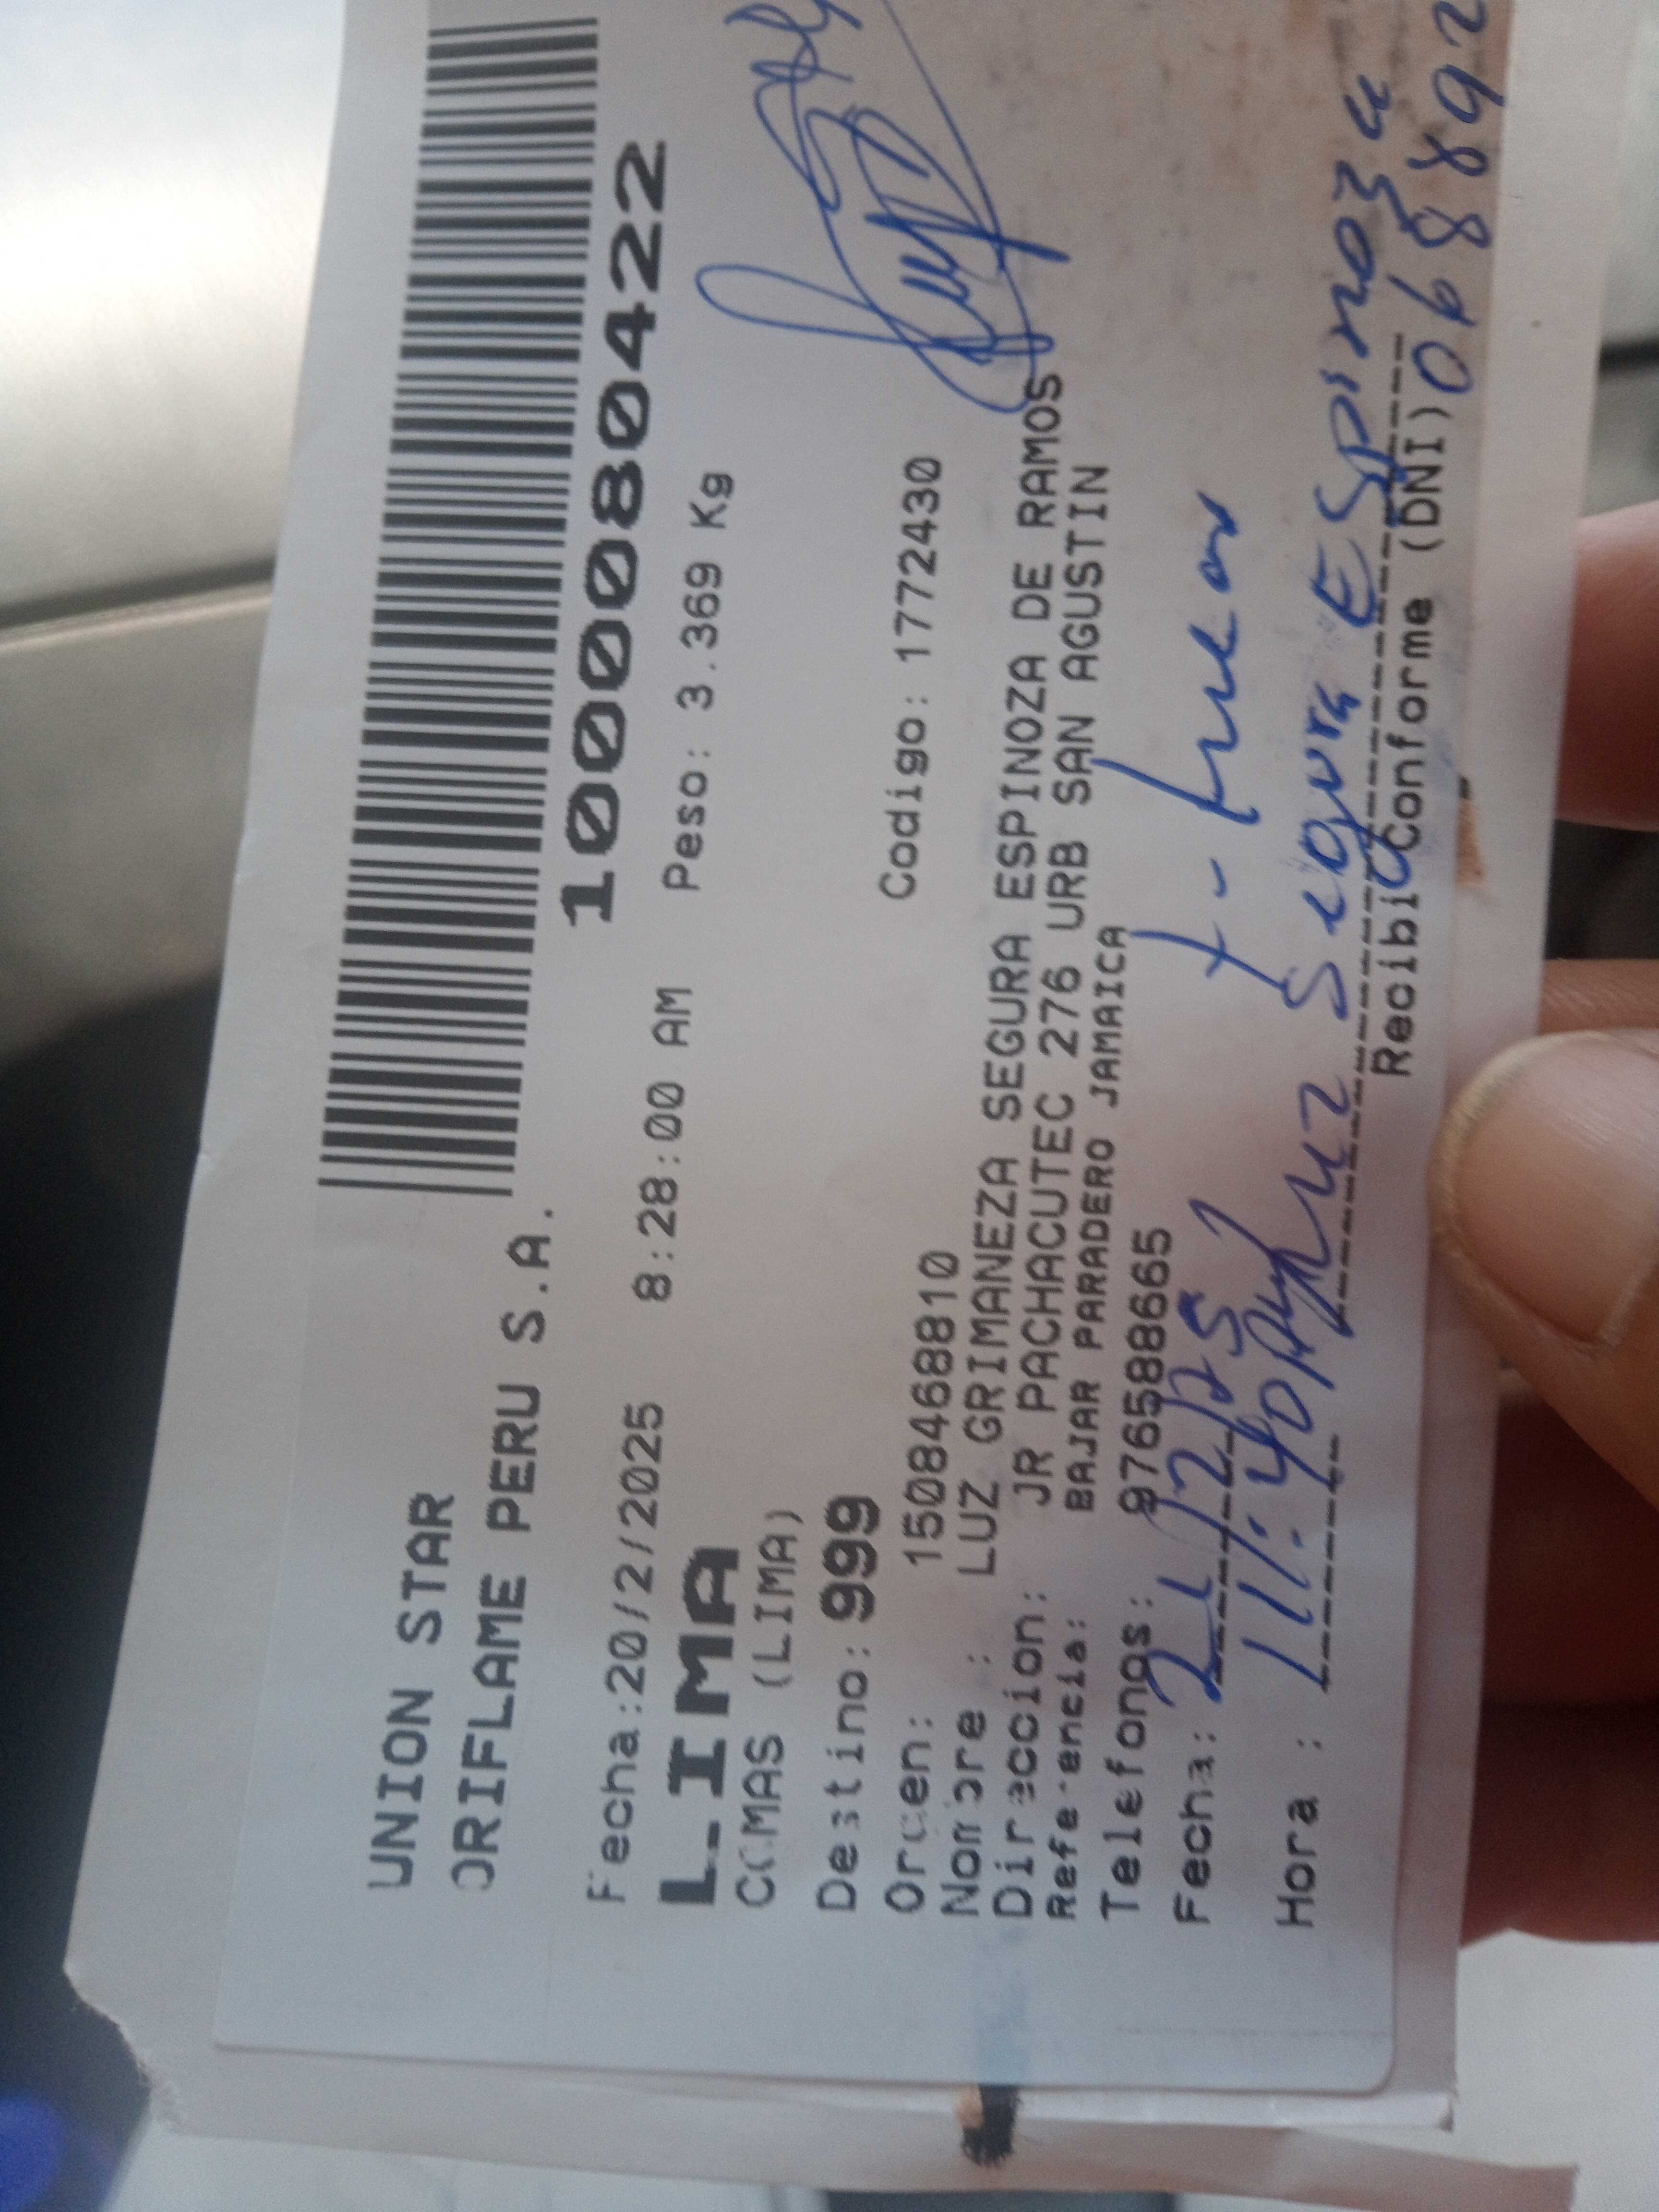 UNION STAR
ORIFLAME PERU S.A.
1000080422
Fecha:20/2/2025 8:28:00 AM Peso: 3.369 Kg
LIMA
COMAS (LIMA)
Destino: 999
Orden: 1508468810 Codigo: 1772430
Nombre : LUZ GRIMANEZA SEGURA ESPINOZA DE RAMOS
Direccion: JR PACHACUTEC 276 URB SAN AGUSTIN
Referencia: BAJAR PARADERO JAMAICA
Telefonos: 976588665
Fecha: 21/2/25
Hora : 11:40 AM Luz Segura Espinoza
Recibi Conforme (DNI) 068892